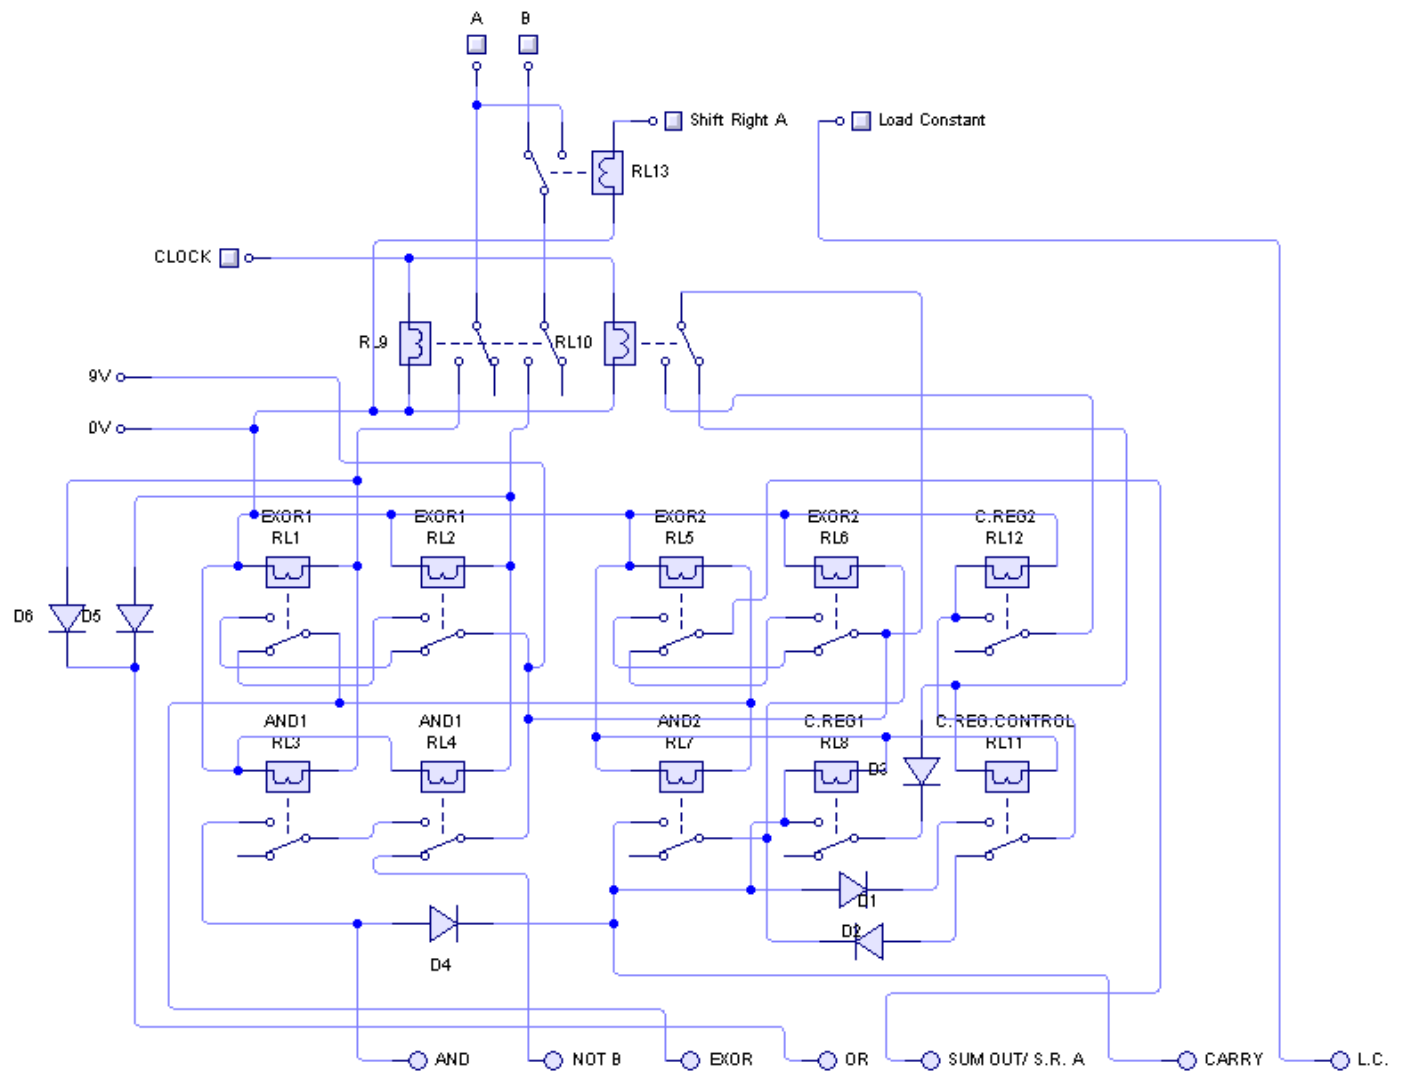 A B
Shift Right A
Load Constant
RL13
CLOCK
RL9
RL10
9V
0V
EXOR1
EXOR1
EXOR2
EXOR2
C.REG2
RL1
RL2
RL5
RL6
RL12
D6
D5
AND1
AND1
AND2
C.REG1
C.REG.CONTROL
RL3
RL4
RL7
RL8
RL11
D3
D1
D2
D4
AND
NOT B
EXOR
OR
SUM OUT/ S.R. A
CARRY
L.C.